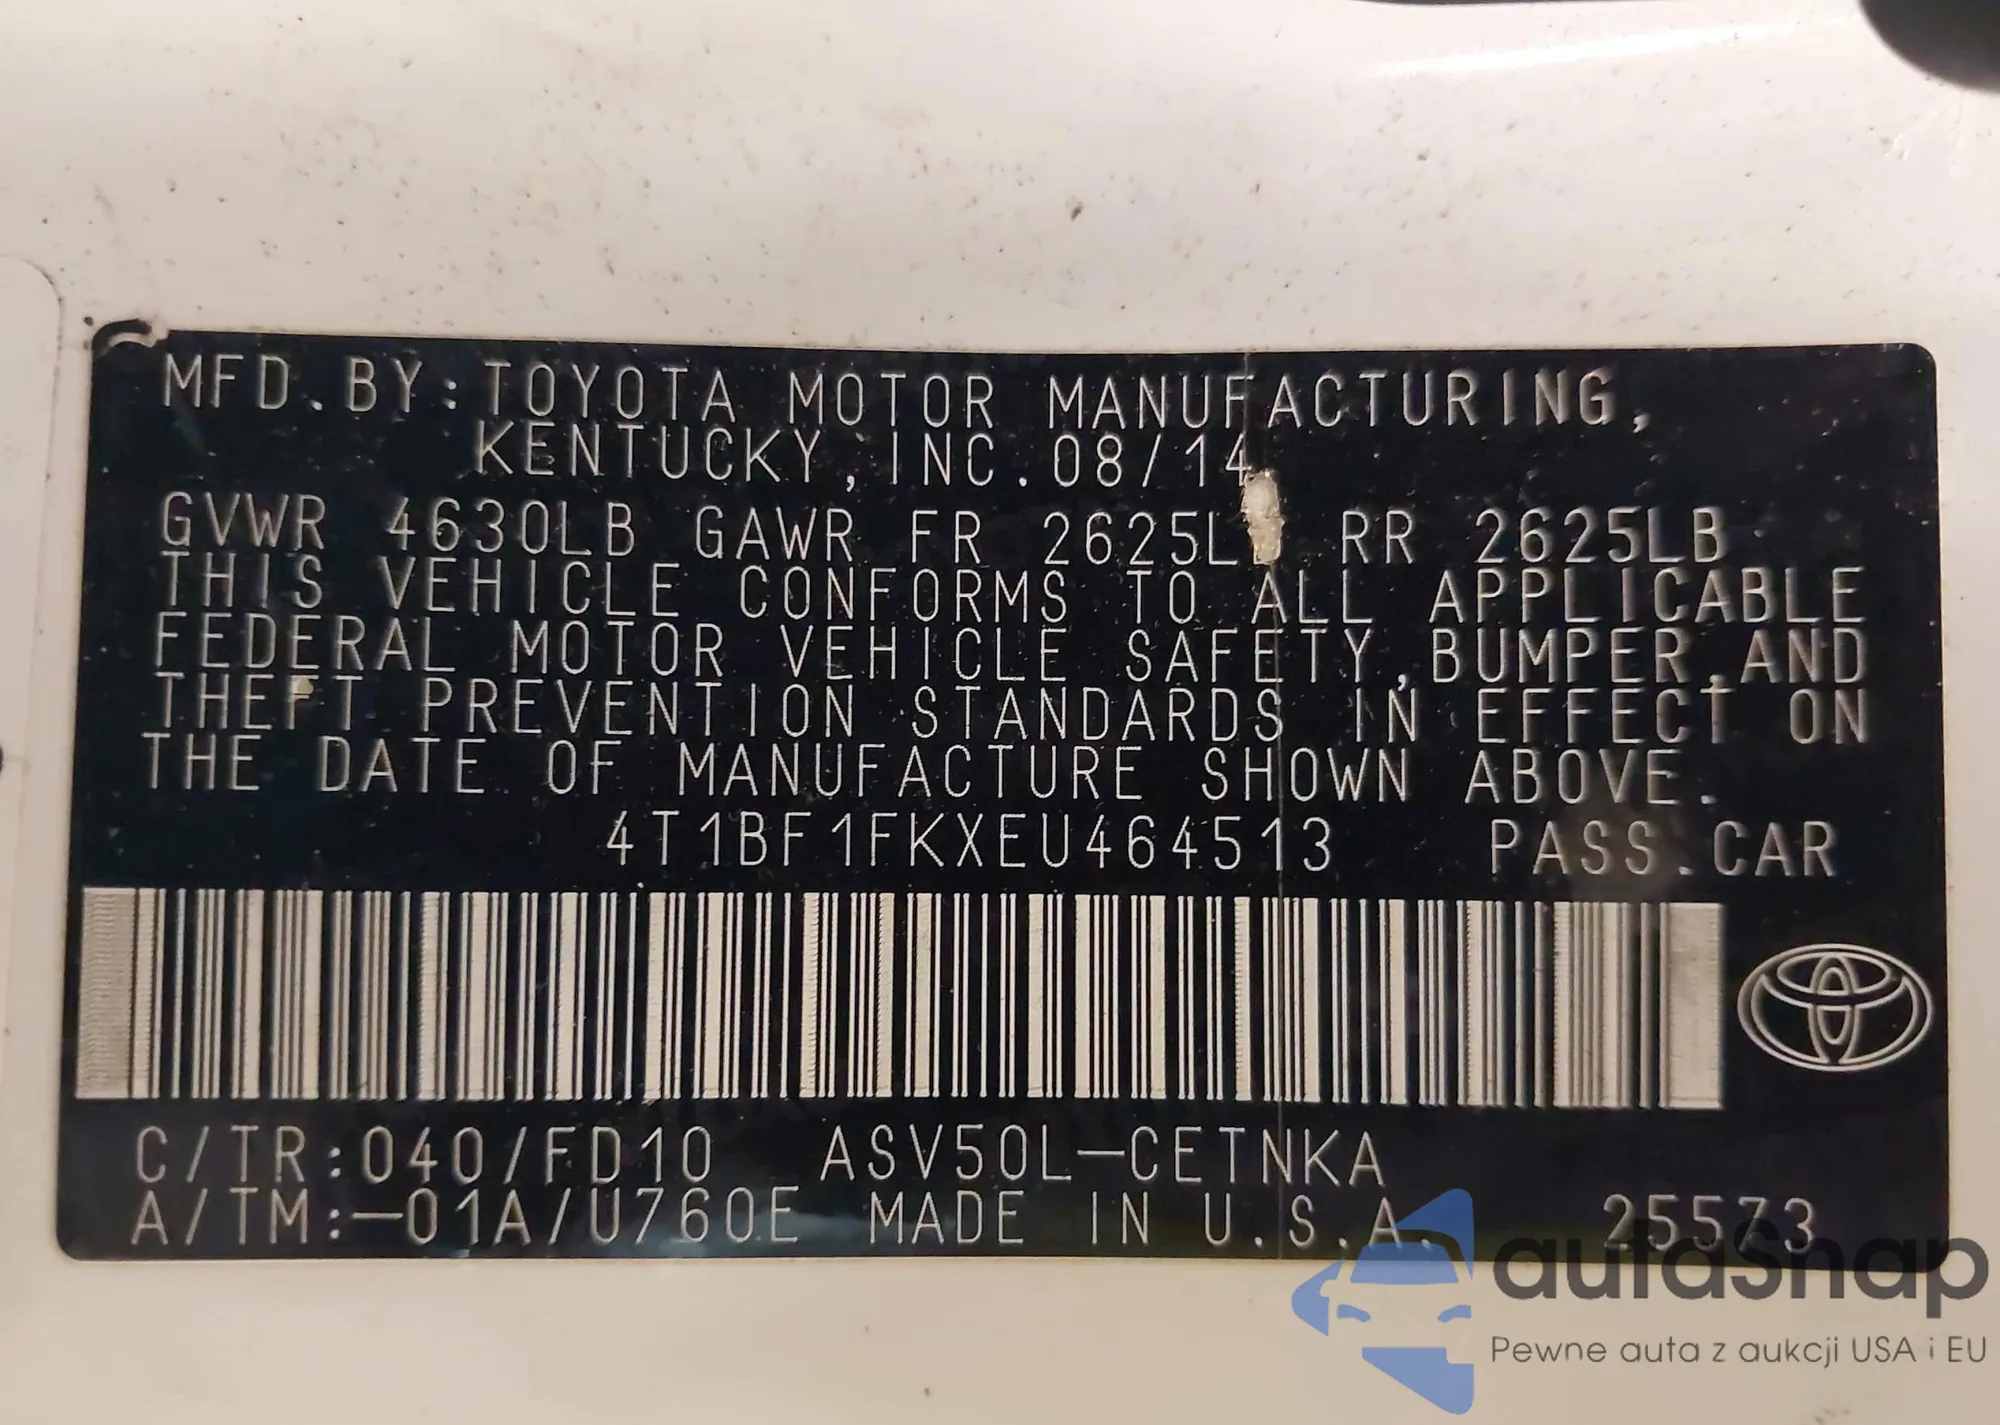 MFD.BY:TOYOTA MOTOR MANUFACTURING,
KENTUCKY,INC.08/14
GVWR 4630LB GAWR FR 2625L RR 2625LB
THIS VEHICLE CONFORMS TO ALL APPLICABLE
FEDERAL MOTOR VEHICLE SAFETY,BUMPER,AND
THEFT PREVENTION STANDARDS IN EFFECT ON
THE DATE OF MANUFACTURE SHOWN ABOVE.
4T1BF1FKXEU464513 PASS.CAR
C/TR:040/FD10 ASV50L-CETNKA
A/TM:-01A/U760E MADE IN U.S.A. 25573
autaSnap
Pewne auta z aukcji USA i EU